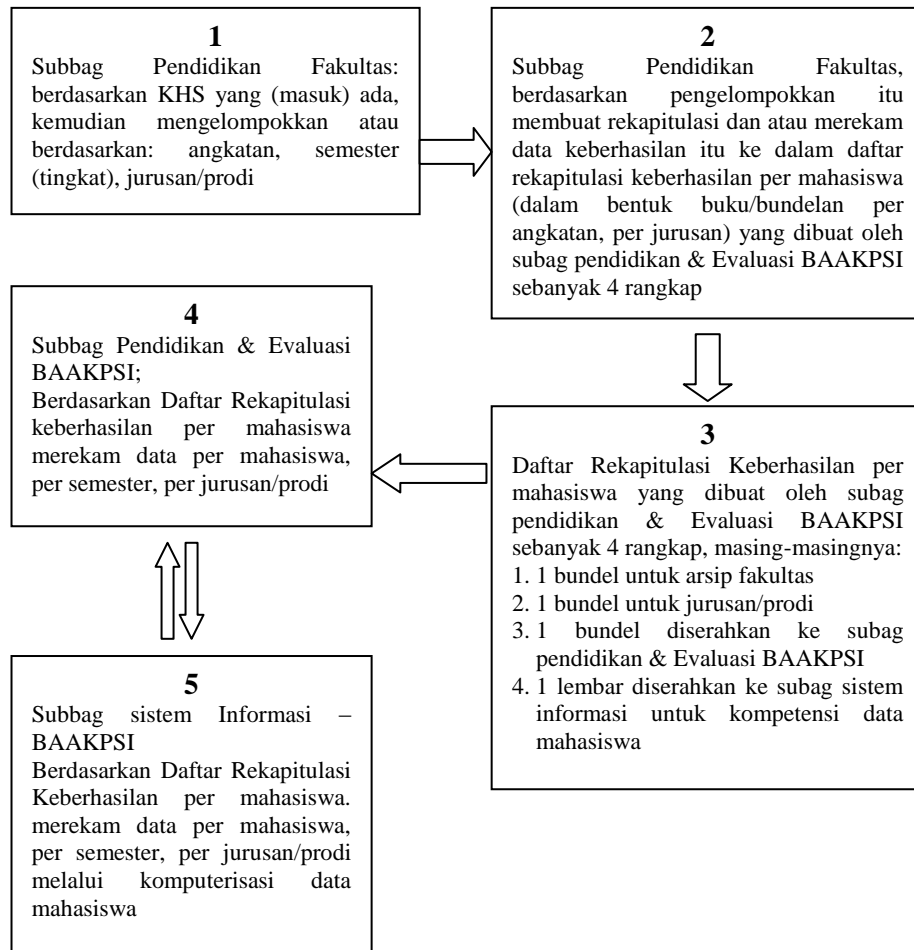 1
Subbag Pendidikan Fakultas:
berdasarkan KHS yang (masuk) ada,
kemudian mengelompokkan atau
berdasarkan: angkatan, semester
(tingkat), jurusan/prodi
2
Subbag Pendidikan Fakultas,
berdasarkan pengelompokkan itu
membuat rekapitulasi dan atau merekam
data keberhasilan itu ke dalam daftar
rekapitulasi keberhasilan per mahasiswa
(dalam bentuk buku/bundelan per
angkatan, per jurusan) yang dibuat oleh
subag pendidikan & Evaluasi BAAKPSI
sebanyak 4 rangkap
3
Daftar Rekapitulasi Keberhasilan per
mahasiswa yang dibuat oleh subag
pendidikan & Evaluasi BAAKPSI
sebanyak 4 rangkap, masing-masingnya:
1. 1 bundel untuk arsip fakultas
2. 1 bundel untuk jurusan/prodi
3. 1 bundel diserahkan ke subag
pendidikan & Evaluasi BAAKPSI
4. 1 lembar diserahkan ke subag sistem
informasi untuk kompetensi data
mahasiswa
4
Subbag Pendidikan & Evaluasi
BAAKPSI;
Berdasarkan Daftar Rekapitulasi
keberhasilan per mahasiswa
merekam data per mahasiswa,
per semester, per jurusan/prodi
5
Subbag sistem Informasi –
BAAKPSI
Berdasarkan Daftar Rekapitulasi
Keberhasilan per mahasiswa.
merekam data per mahasiswa,
per semester, per jurusan/prodi
melalui komputerisasi data
mahasiswa